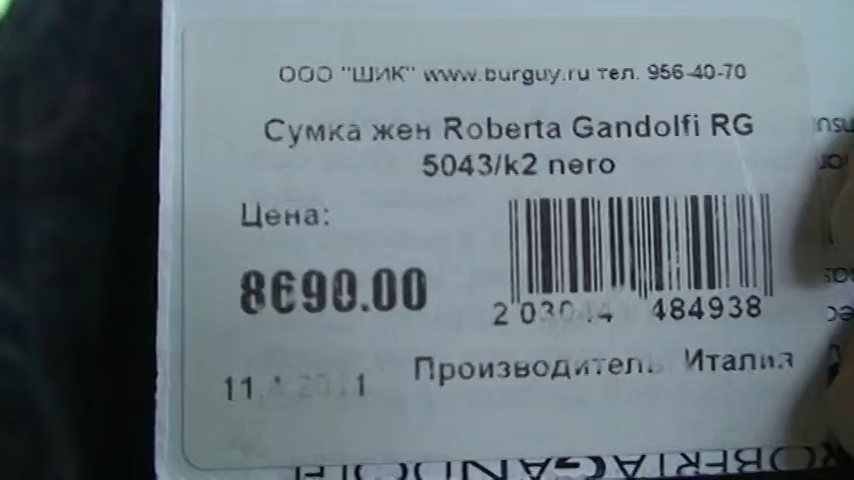 ООО "ШИК" www.burguy.ru тел. 956-40-70
Сумка жен Roberta Gandolfi RG
5043/k2 nero
Цена:
8690.00
484938
Производитель Италия